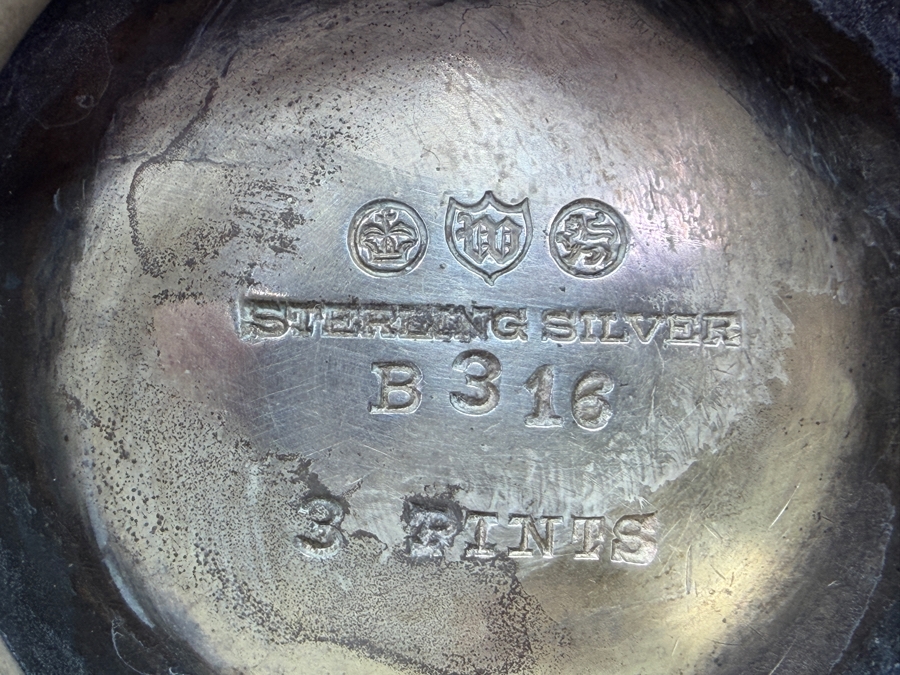 W
STERLING SILVER
B 316
3 PINTS